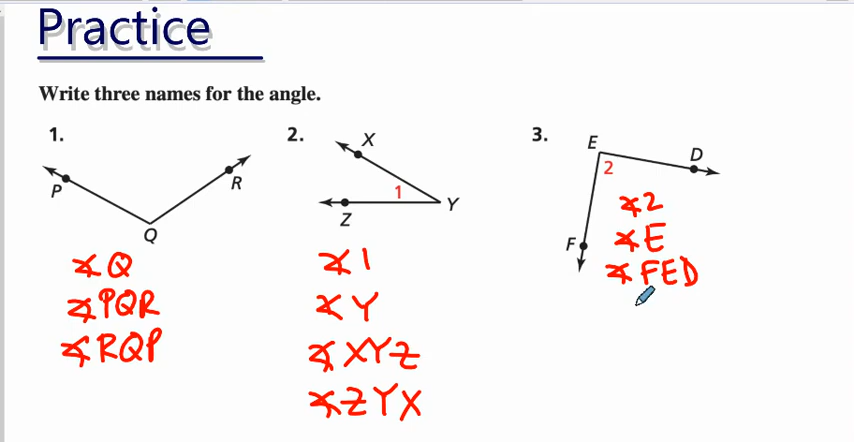 Practice
Write three names for the angle.
1.
P
R
Q
∡Q
∡PQR
∡RQP
2.
X
1
Y
Z
∡1
∡Y
∡XYZ
∡ZYX
3.
E
D
2
F
∡2
∡E
∡FED